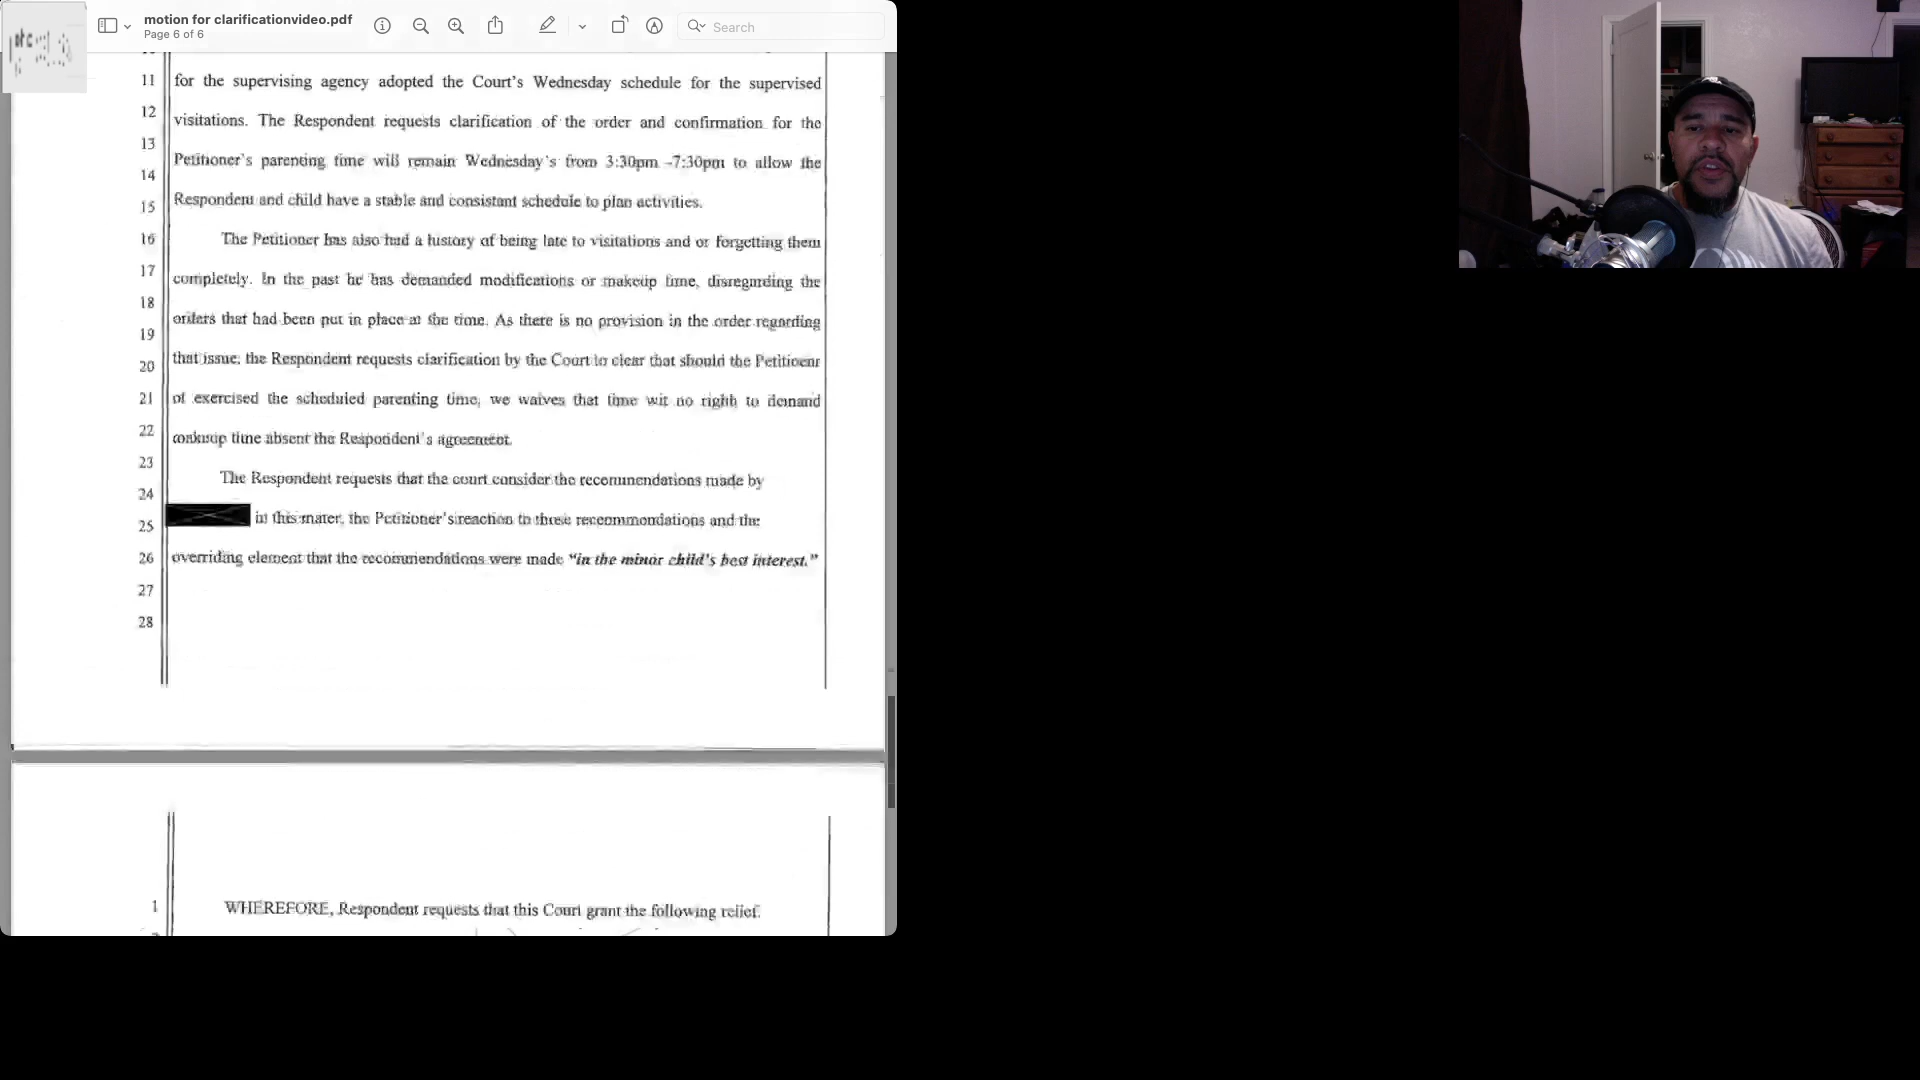 motion for clarificationvideo.pdf
Page 6 of 6
Search
11 for the supervising agency adopted the Court's Wednesday schedule for the supervised
12 visitations. The Respondent requests clarification of the order and confirmation for the
13
14 Petitioner's parenting time will remain Wednesday's from 3:30pm -7:30pm to allow the
15 Respondent and child have a stable and consistant schedule to plan activities.
16 The Petitioner has also had a history of being late to visitations and or forgetting them
17 completely. In the past he has demanded modifications or makeup time, disregarding the
18 orders that had been put in place at the time. As there is no provision in the order regarding
19
20 that issue, the Respondent requests clarification by the Court to clear that should the Petitioenr
21 of exercised the scheduled parenting time, we waives that time wit no right to demand
22 time absent the Respondent's agreement.
23 The Respondent requests that the court consider the recommendations made by
24
25 in this mater, the Petitioner's reaction to those recommendations and the
26 overriding element that the recommendations were made "in the minor child's best interest."
27
28
1 WHEREFORE, Respondent requests that this Court grant the following relief.